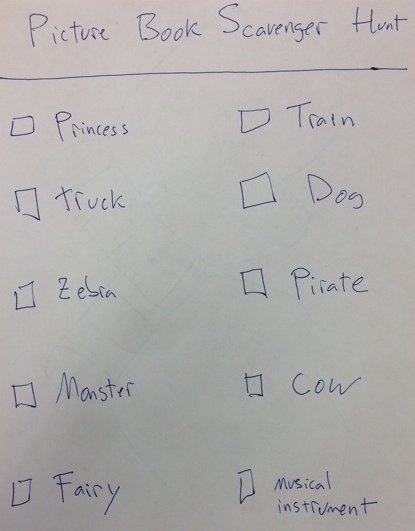 Picture Book Scavenger Hunt
Princess
Train
truck
Dog
Zebra
Pirate
Monster
Cow
Fairy
musical
instrument